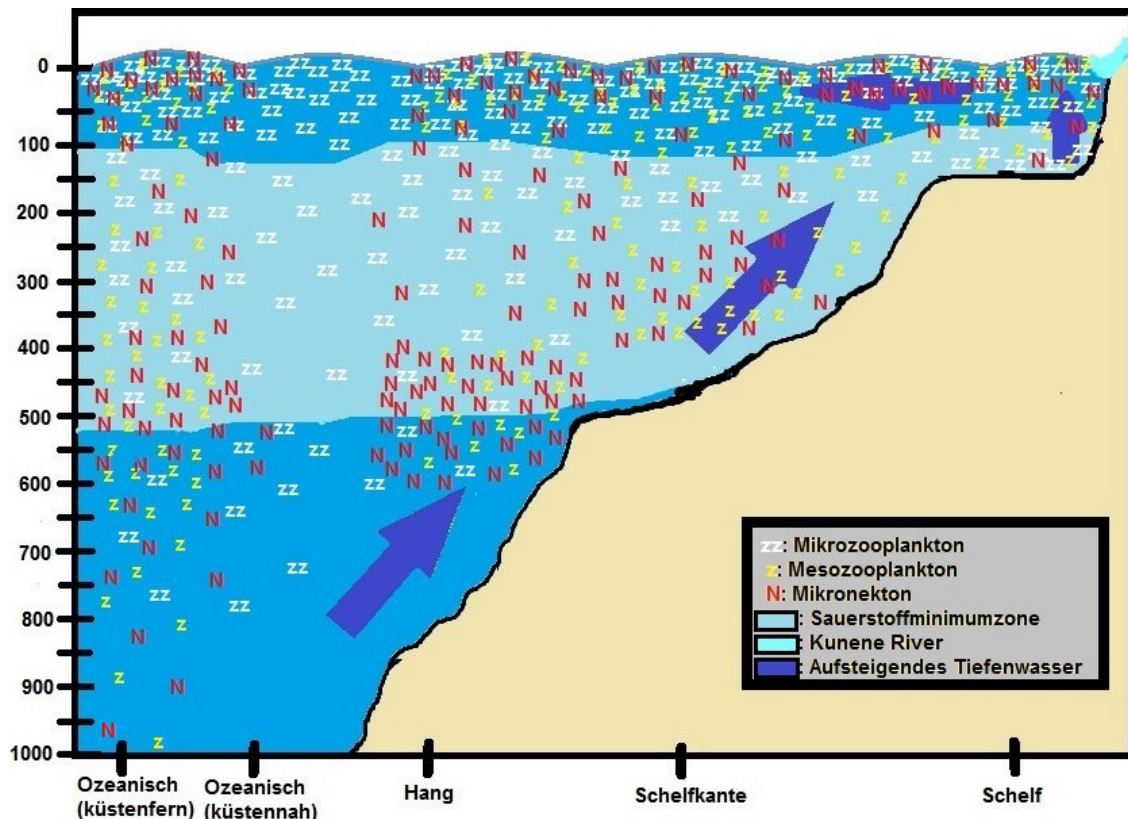 0
100
200
300
400
500
600
700
800
900
1000
zz: Mikrozooplankton
z: Mesozooplankton
N: Mikronekton
: Sauerstoffminimumzone
: Kunene River
: Aufsteigendes Tiefenwasser
Ozeanisch
(küstenfern)
Ozeanisch
(küstennah)
Hang
Schelfkante
Schelf